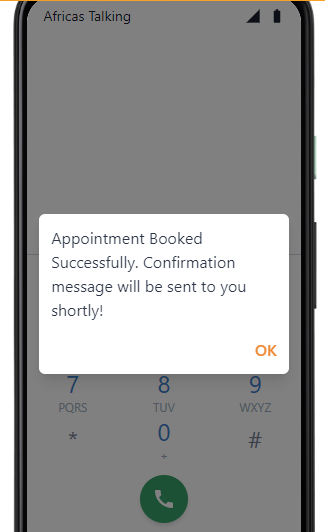 Africas Talking
Appointment Booked
Successfully. Confirmation
message will be sent to you
shortly!
OK
7 8 9
PQRS TUV WXYZ
* 0 #
+